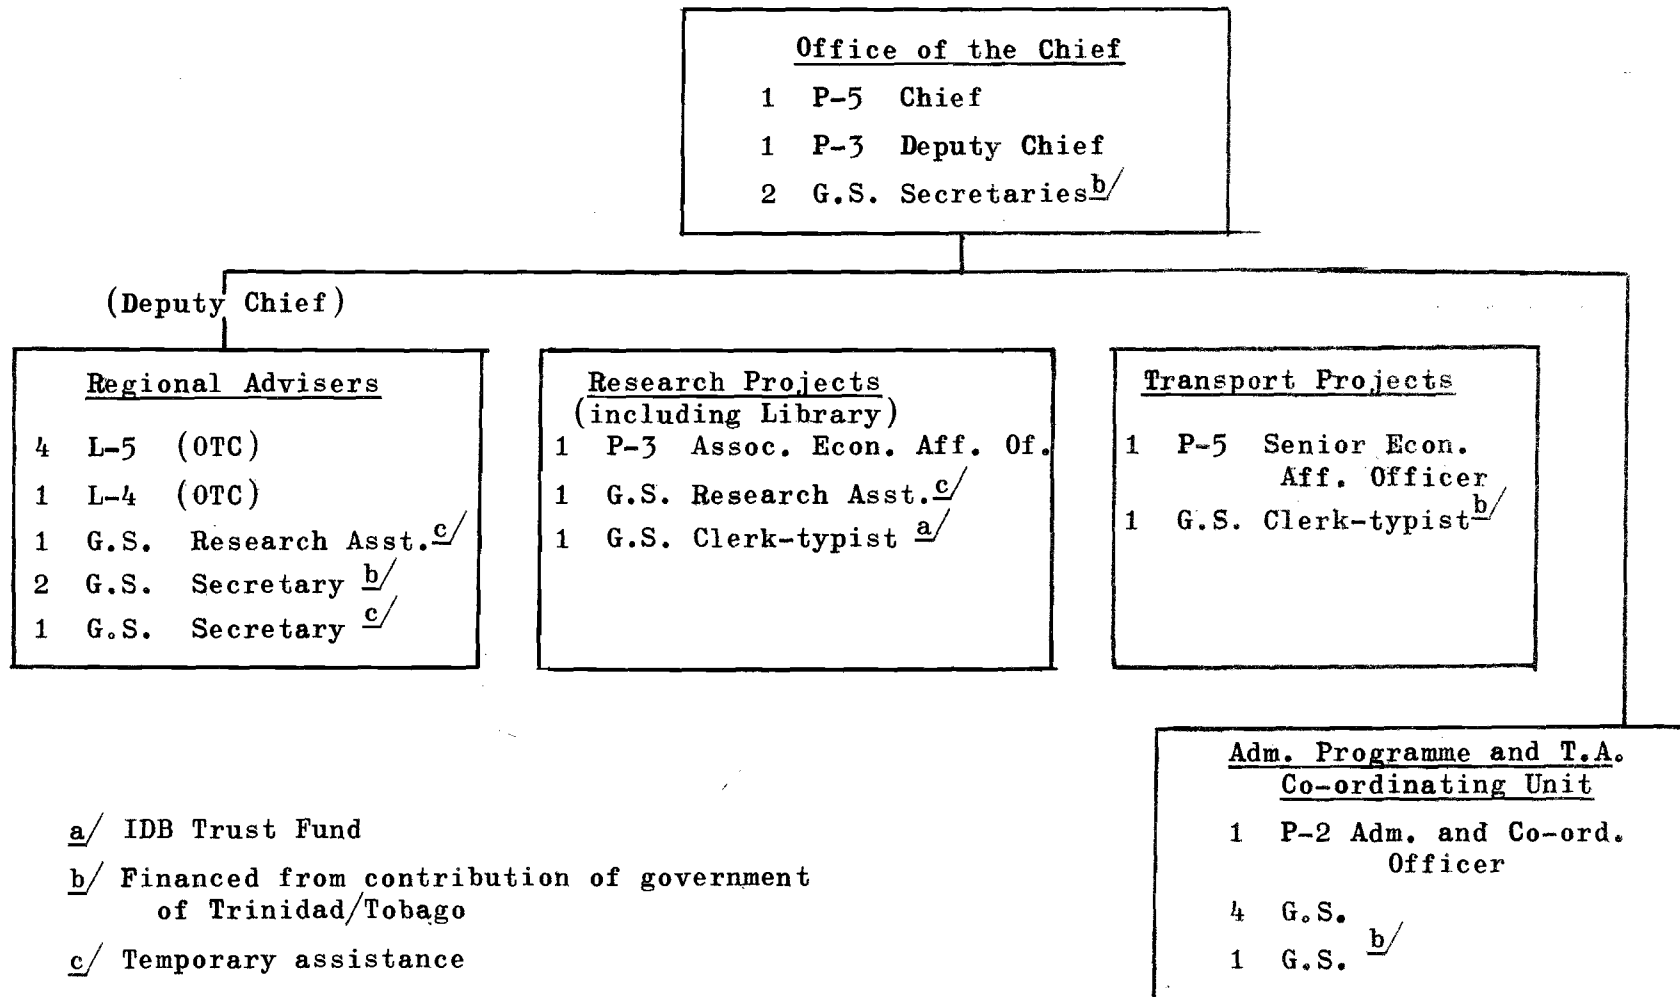 Office of the Chief
1 P-5 Chief
1 P-3 Deputy Chief
2 G.S. Secretaries b/
(Deputy Chief)
Regional Advisers
4 L-5 (OTC)
1 L-4 (OTC)
1 G.S. Research Asst. c/
2 G.S. Secretary b/
1 G.S. Secretary c/
Research Projects
(including Library)
1 P-3 Assoc. Econ. Aff. Of.
1 G.S. Research Asst. c/
1 G.S. Clerk-typist a/
Transport Projects
1 P-5 Senior Econ.
Aff. Officer
1 G.S. Clerk-typist b/
Adm. Programme and T.A.
Co-ordinating Unit
1 P-2 Adm. and Co-ord.
Officer
4 G.S.
1 G.S. b/
a/ IDB Trust Fund
b/ Financed from contribution of government
of Trinidad/Tobago
c/ Temporary assistance